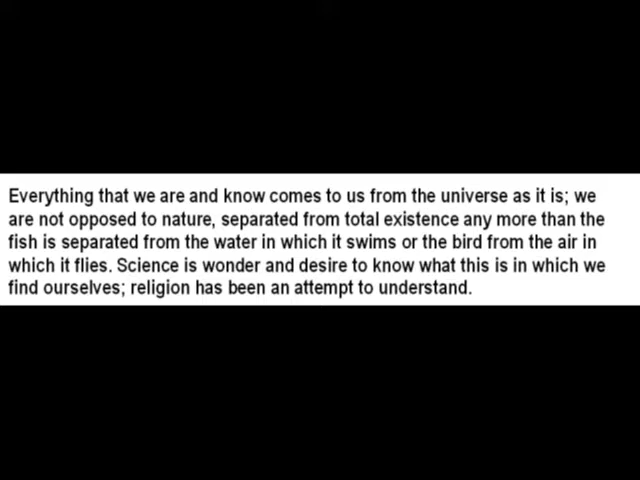 Everything that we are and know comes to us from the universe as it is; we
are not opposed to nature, separated from total existence any more than the
fish is separated from the water in which it swims or the bird from the air in
which it flies. Science is wonder and desire to know what this is in which we
find ourselves; religion has been an attempt to understand.